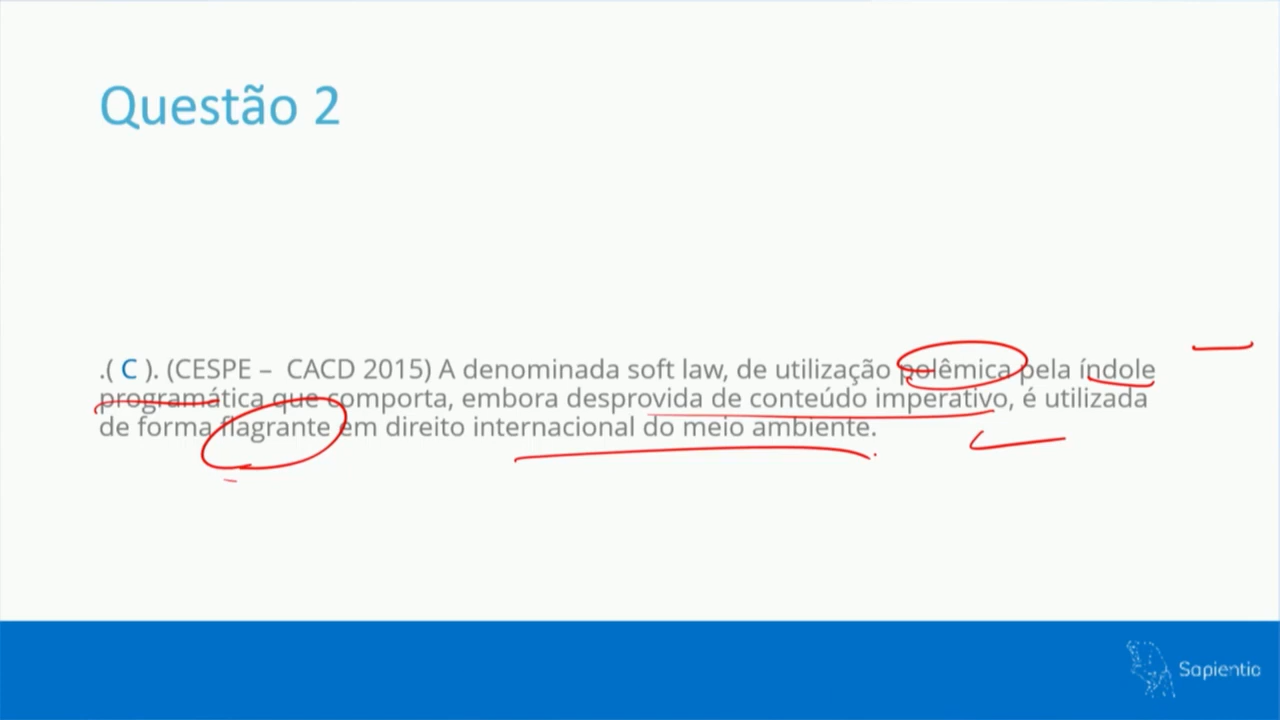 Questão 2
.( C ). (CESPE – CACD 2015) A denominada soft law, de utilização polêmica pela índole
programática que comporta, embora desprovida de conteúdo imperativo, é utilizada
de forma flagrante em direito internacional do meio ambiente.
Sapientia